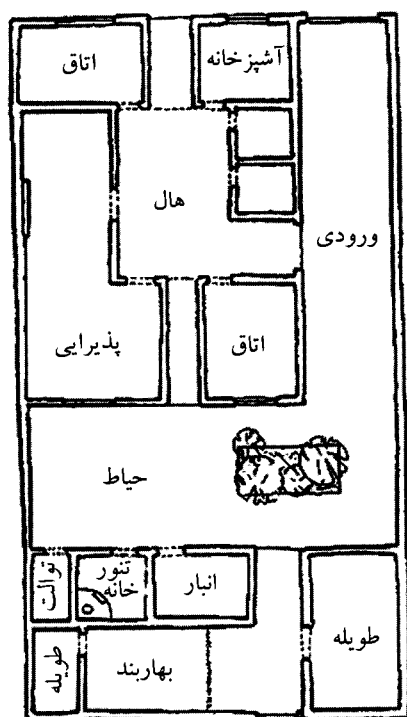 آشپزخانه
اتاق
هال
ورودی
اتاق
پذیرایی
حیاط
توالت
تنور
خانه
انبار
طویله
بهاربند
طویله